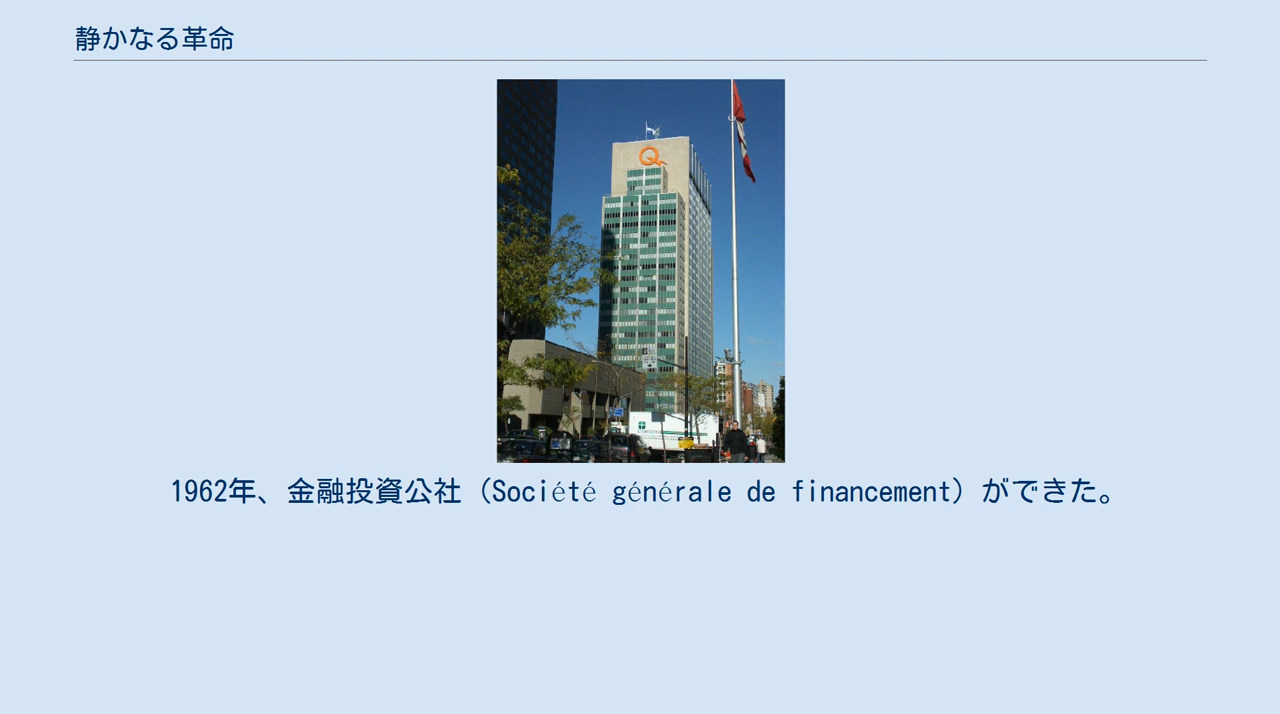 静かなる革命
1962年、金融投資公社（Société générale de financement）ができた。